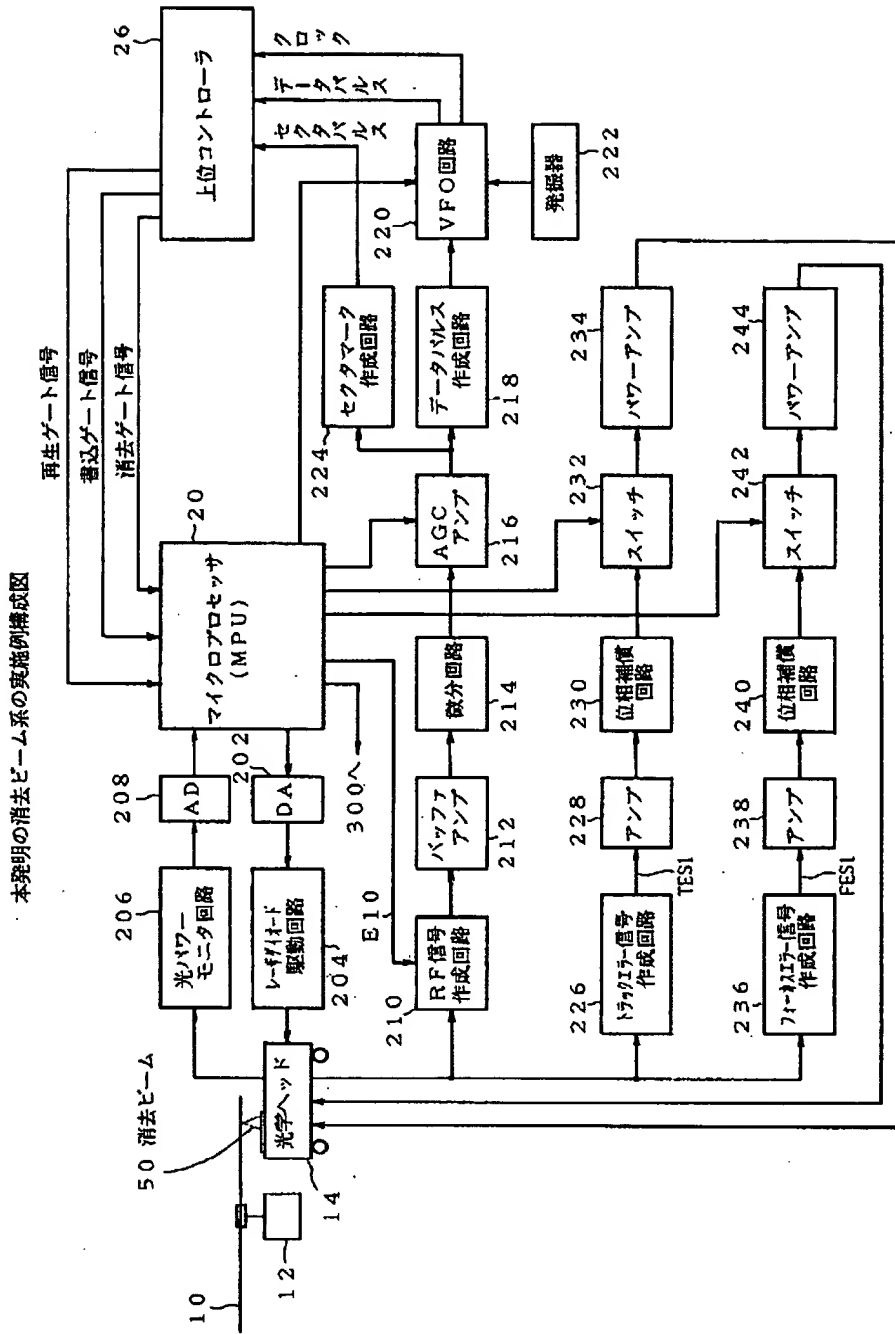 本発明の消去ビーム系の実施例構成図
再生ゲート信号
書込ゲート信号
消去ゲート信号
26
上位コントローラ
セクタパルス
データパルス
クロック
20
マイクロプロセッサ
(MPU)
206
光パワー
モニタ回路
208
AD
202
DA
204
レーザダイオード
駆動回路
300へ
E10
50 消去ビーム
10
12
14
光学ヘッド
210
RF信号
作成回路
212
バッファ
アンプ
214
微分回路
216
AGC
アンプ
224
セクタマーク
作成回路
218
データパルス
作成回路
220
VFO回路
222
発振器
226
トラックエラー信号
作成回路
TES1
228
アンプ
230
位相補償
回路
232
スイッチ
234
パワーアンプ
236
フォーカスエラー信号
作成回路
FES1
238
アンプ
240
位相補償
回路
242
スイッチ
244
パワーアンプ